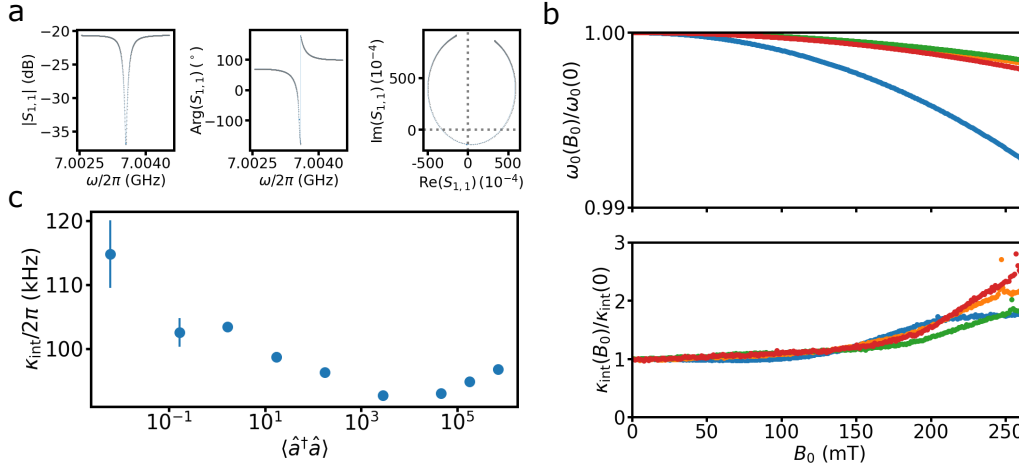 a
−20
−25
−30
−35
|S1,1| (dB)
7.0025 7.0040
ω/2π (GHz)
100
0
−100
Arg(S1,1) (°)
7.0025 7.0040
ω/2π (GHz)
500
0
Im(S1,1) (10⁻⁴)
−500 0 500
Re(S1,1) (10⁻⁴)
b
1.00
0.99
ω0(B0)/ω0(0)
3
2
1
0
κint(B0)/κint(0)
0 50 100 150 200 250
B0 (mT)
c
120
110
100
κint/2π (kHz)
10⁻¹ 10¹ 10³ 10⁵
⟨â†â⟩